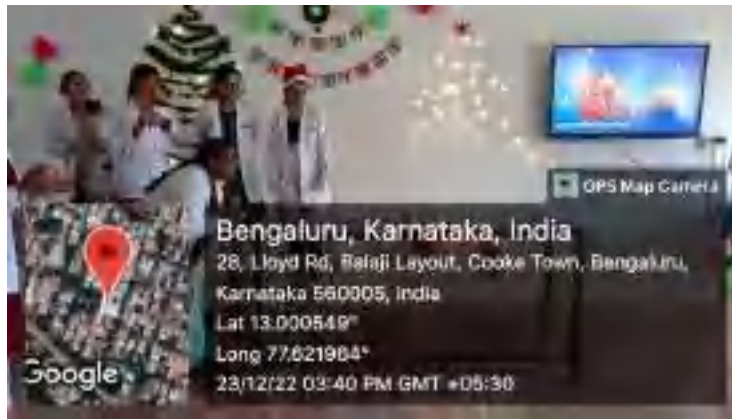 GPS Map Camera
Bengaluru, Karnataka, India
28, Lloyd Rd, Balaji Layout, Cooke Town, Bengaluru,
Karnataka 560005, India
Lat 13.000549°
Long 77.621984°
23/12/22 03:40 PM GMT +05:30
Google